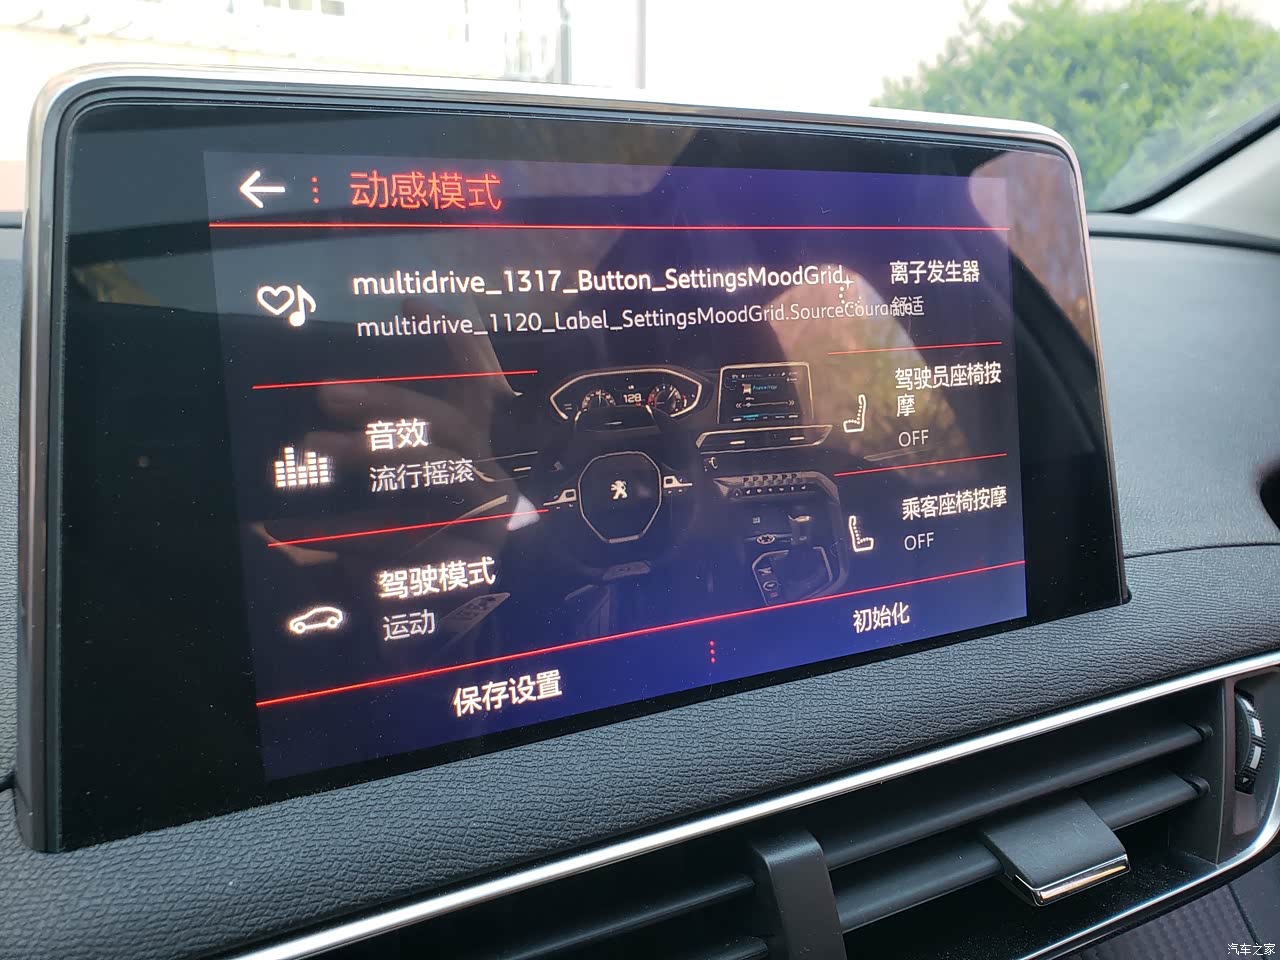 动感模式
multidrive_1317_Button_SettingsMoodGrid.
multidrive_1120_Label_SettingsMoodGrid.SourceCourante
离子发生器
舒适
音效
流行摇滚
驾驶员座椅按
摩
OFF
驾驶模式
运动
乘客座椅按摩
OFF
保存设置
初始化
128
汽车之家